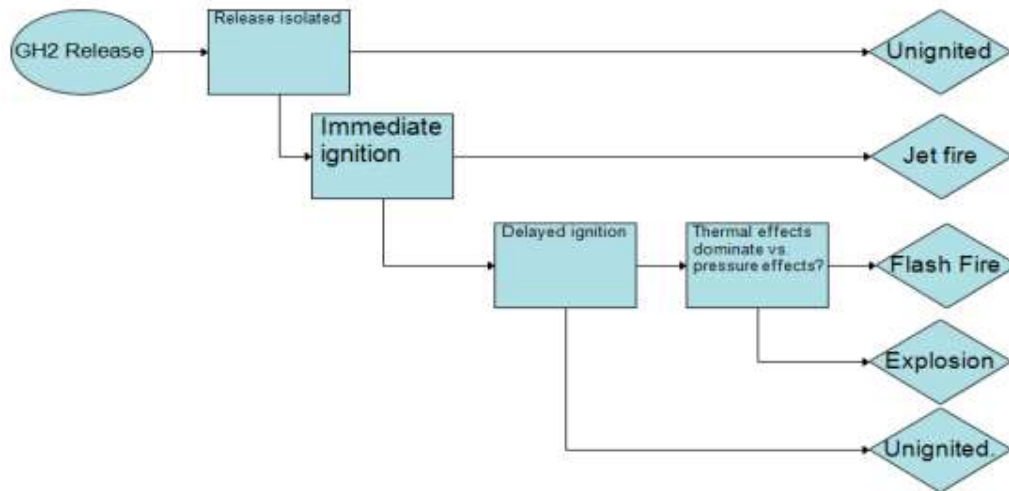 Release isolated
GH2 Release
Unignited
Immediate
ignition
Jet fire
Delayed ignition
Thermal effects
dominate vs.
pressure effects?
Flash Fire
Explosion
Unignited.